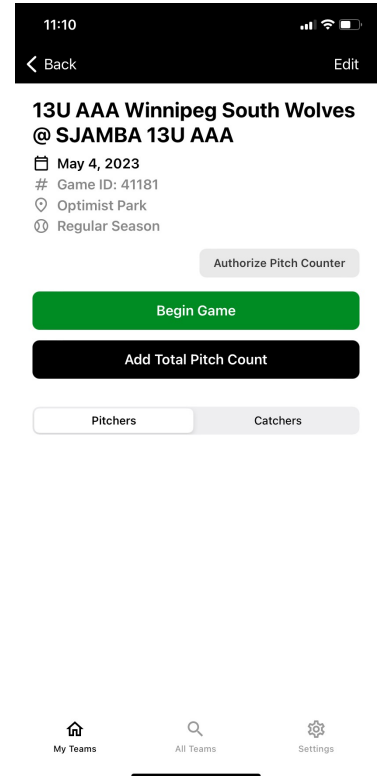 11:10
Back
Edit
13U AAA Winnipeg South Wolves
@ SJAMBA 13U AAA
May 4, 2023
# Game ID: 41181
Optimist Park
Regular Season
Authorize Pitch Counter
Begin Game
Add Total Pitch Count
Pitchers
Catchers
My Teams
All Teams
Settings